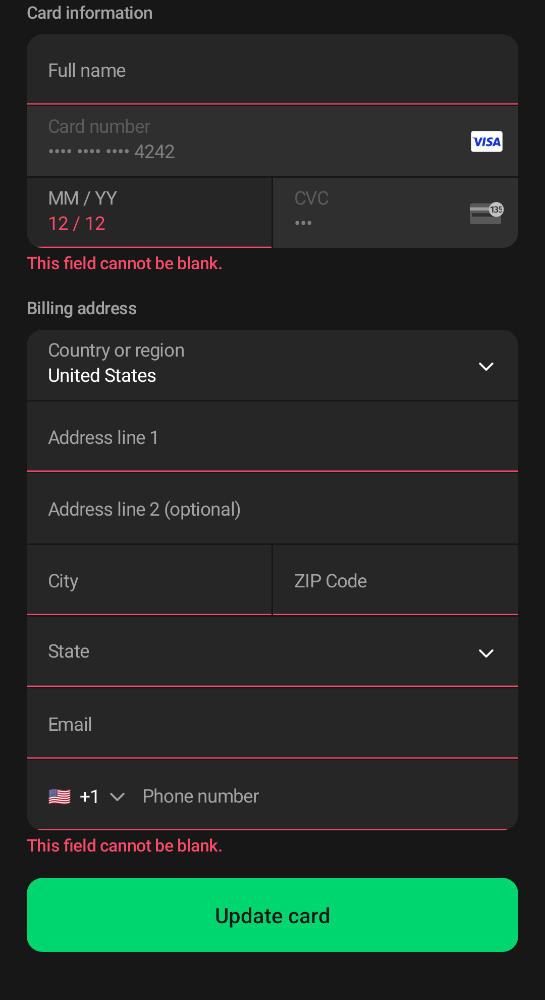 Card information
Full name
Card number
•••• •••• •••• 4242
VISA
MM / YY
CVC
12 / 12
•••
135
This field cannot be blank.
Billing address
Country or region
United States
Address line 1
Address line 2 (optional)
City
ZIP Code
State
Email
+1
Phone number
This field cannot be blank.
Update card